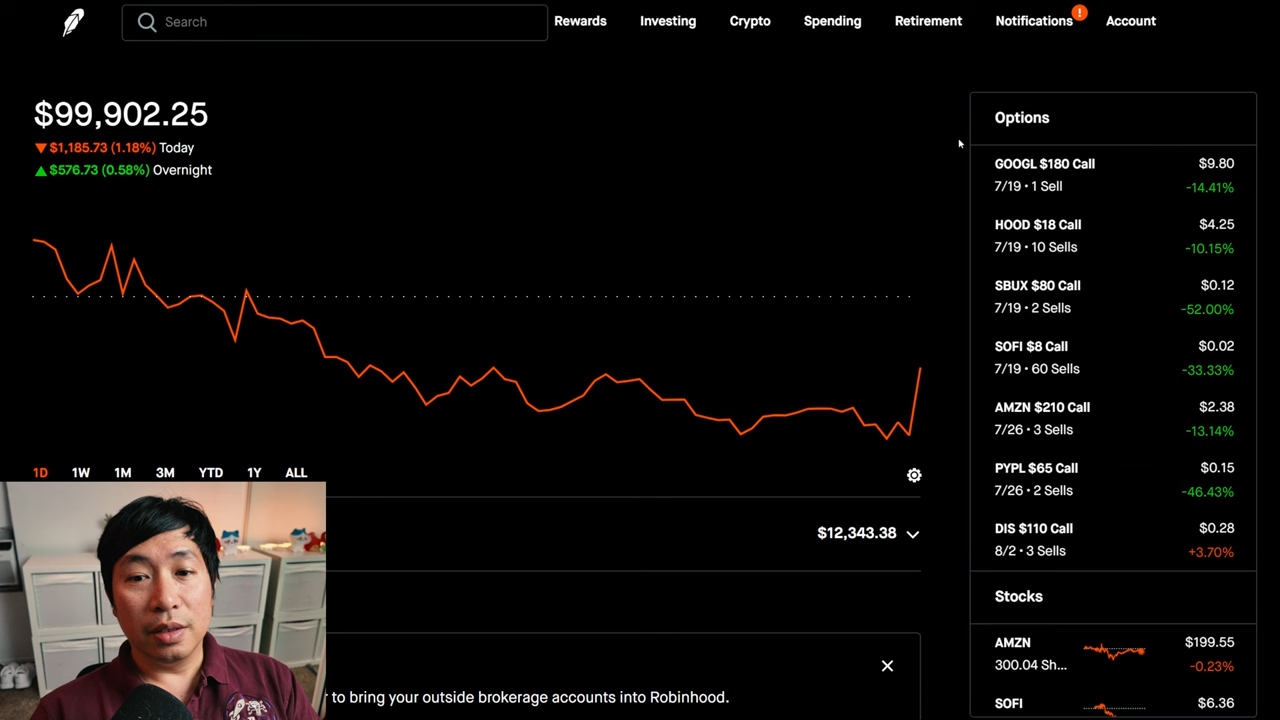 Search
Rewards
Investing
Crypto
Spending
Retirement
Notifications
!
Account
$99,902.25
$1,185.73 (1.18%) Today
$576.73 (0.58%) Overnight
1D 1W 1M 3M YTD 1Y ALL
$12,343.38
to bring your outside brokerage accounts into Robinhood.
Options
GOOGL $180 Call $9.80
7/19 • 1 Sell -14.41%
HOOD $18 Call $4.25
7/19 • 10 Sells -10.15%
SBUX $80 Call $0.12
7/19 • 2 Sells -52.00%
SOFI $8 Call $0.02
7/19 • 60 Sells -33.33%
AMZN $210 Call $2.38
7/26 • 3 Sells -13.14%
PYPL $65 Call $0.15
7/26 • 2 Sells -46.43%
DIS $110 Call $0.28
8/2 • 3 Sells +3.70%
Stocks
AMZN $199.55
300.04 Sh... -0.23%
SOFI $6.36